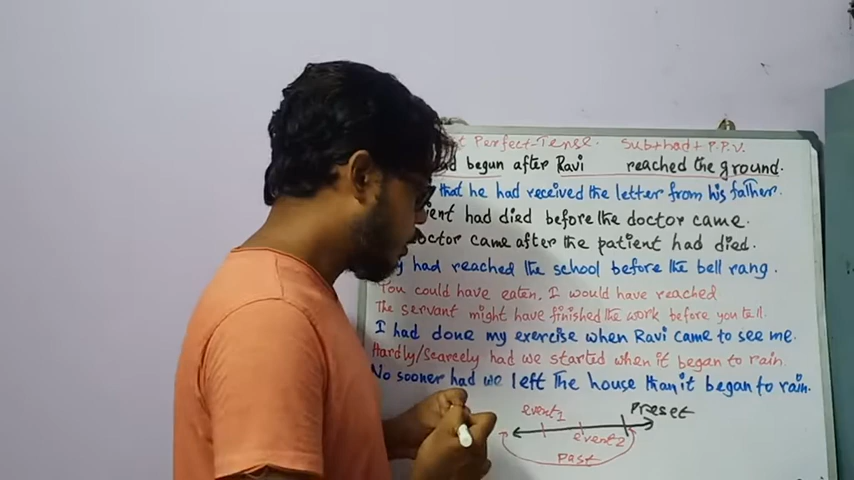 Perfect-Tense. Sub+had+P.P.V.
begun after Ravi reached the ground.
that he had received the letter from his father.
had died before the doctor came.
doctor came after the patient had died.
had reached the school before the bell rang.
You could have eaten. I would have reached
The servant might have finished the work before you tell.
I had done my exercise when Ravi came to see me.
Hardly/Scarecely had we started when it began to rain.
No sooner had we left the house than it began to rain.
event1 Preset
event2
Past